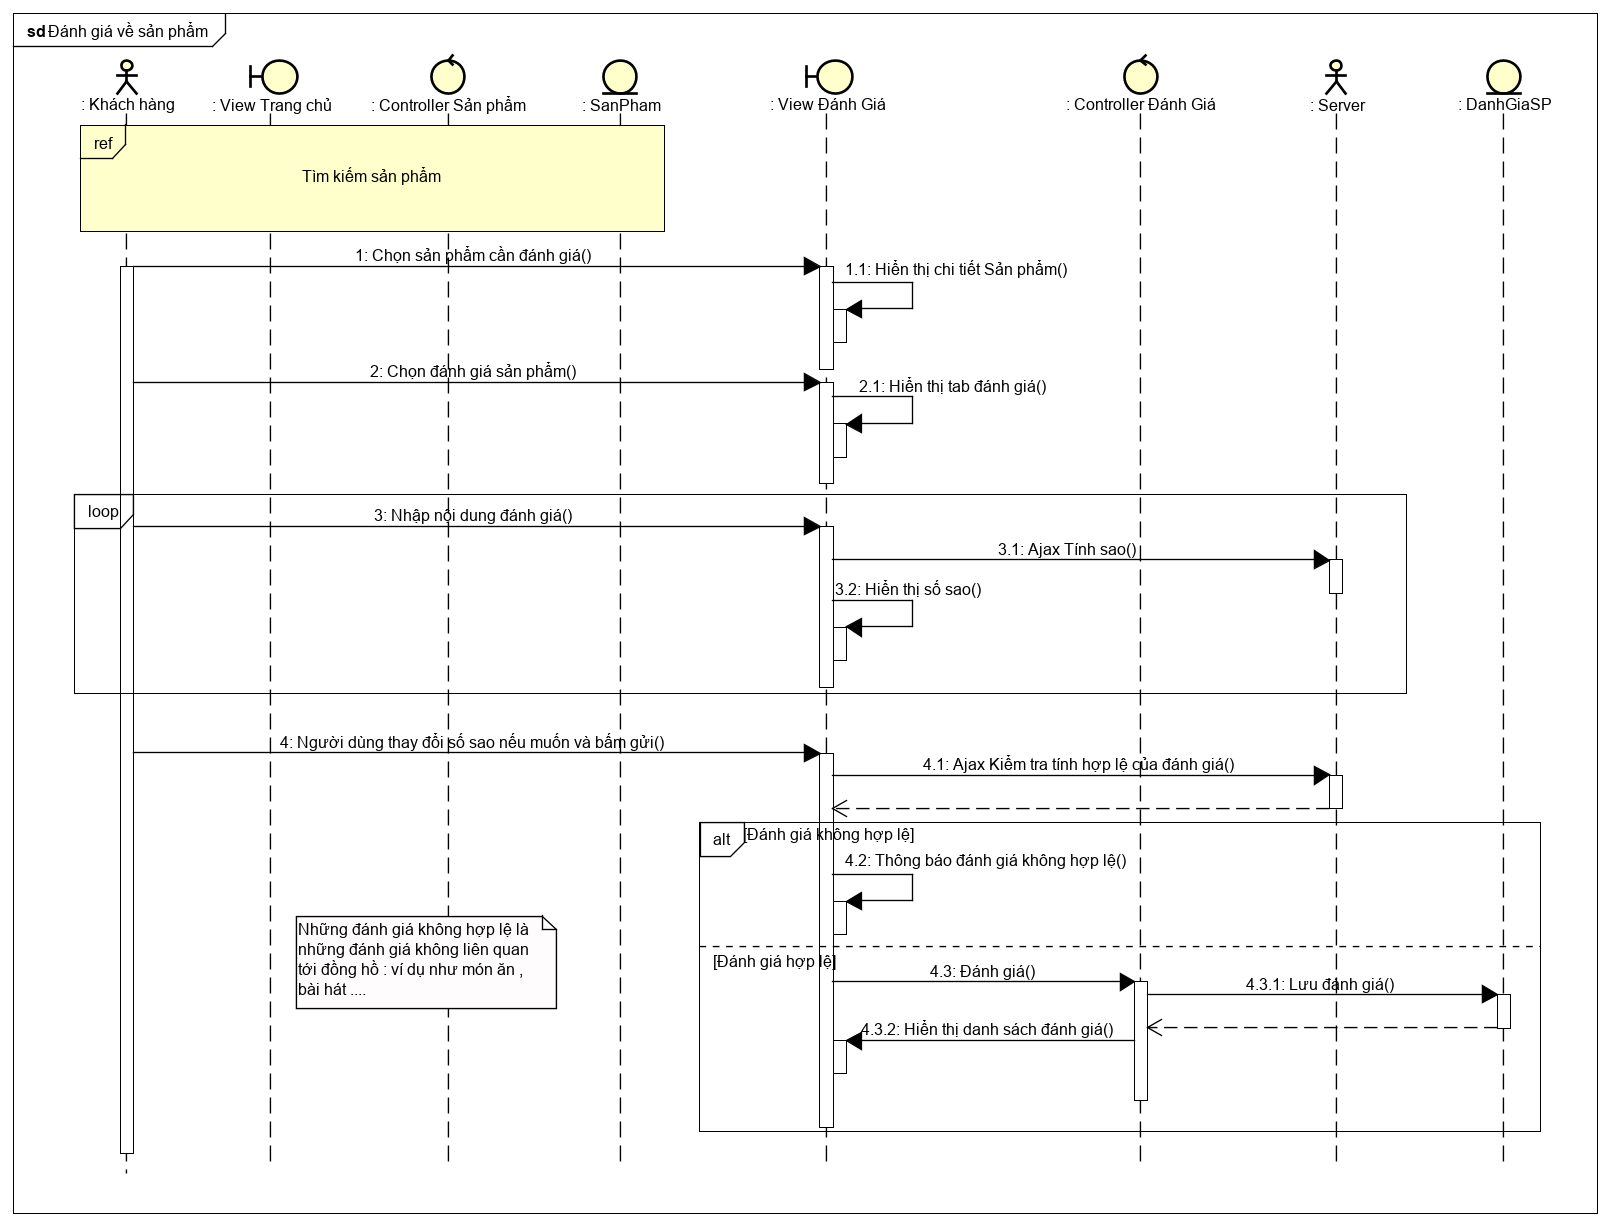 sd Đánh giá về sản phẩm
: Khách hàng
: View Trang chủ
: Controller Sản phẩm
: SanPham
: View Đánh Giá
: Controller Đánh Giá
: Server
: DanhGiaSP
ref
Tìm kiếm sản phẩm
1: Chọn sản phẩm cần đánh giá()
1.1: Hiển thị chi tiết Sản phẩm()
2: Chọn đánh giá sản phẩm()
2.1: Hiển thị tab đánh giá()
loop
3: Nhập nội dung đánh giá()
3.1: Ajax Tính sao()
3.2: Hiển thị số sao()
4: Người dùng thay đổi số sao nếu muốn và bấm gửi()
4.1: Ajax Kiểm tra tính hợp lệ của đánh giá()
alt
[Đánh giá không hợp lệ]
4.2: Thông báo đánh giá không hợp lệ()
Những đánh giá không hợp lệ là
những đánh giá không liên quan
tới đồng hồ : ví dụ như món ăn ,
bài hát ....
[Đánh giá hợp lệ]
4.3: Đánh giá()
4.3.1: Lưu đánh giá()
4.3.2: Hiển thị danh sách đánh giá()